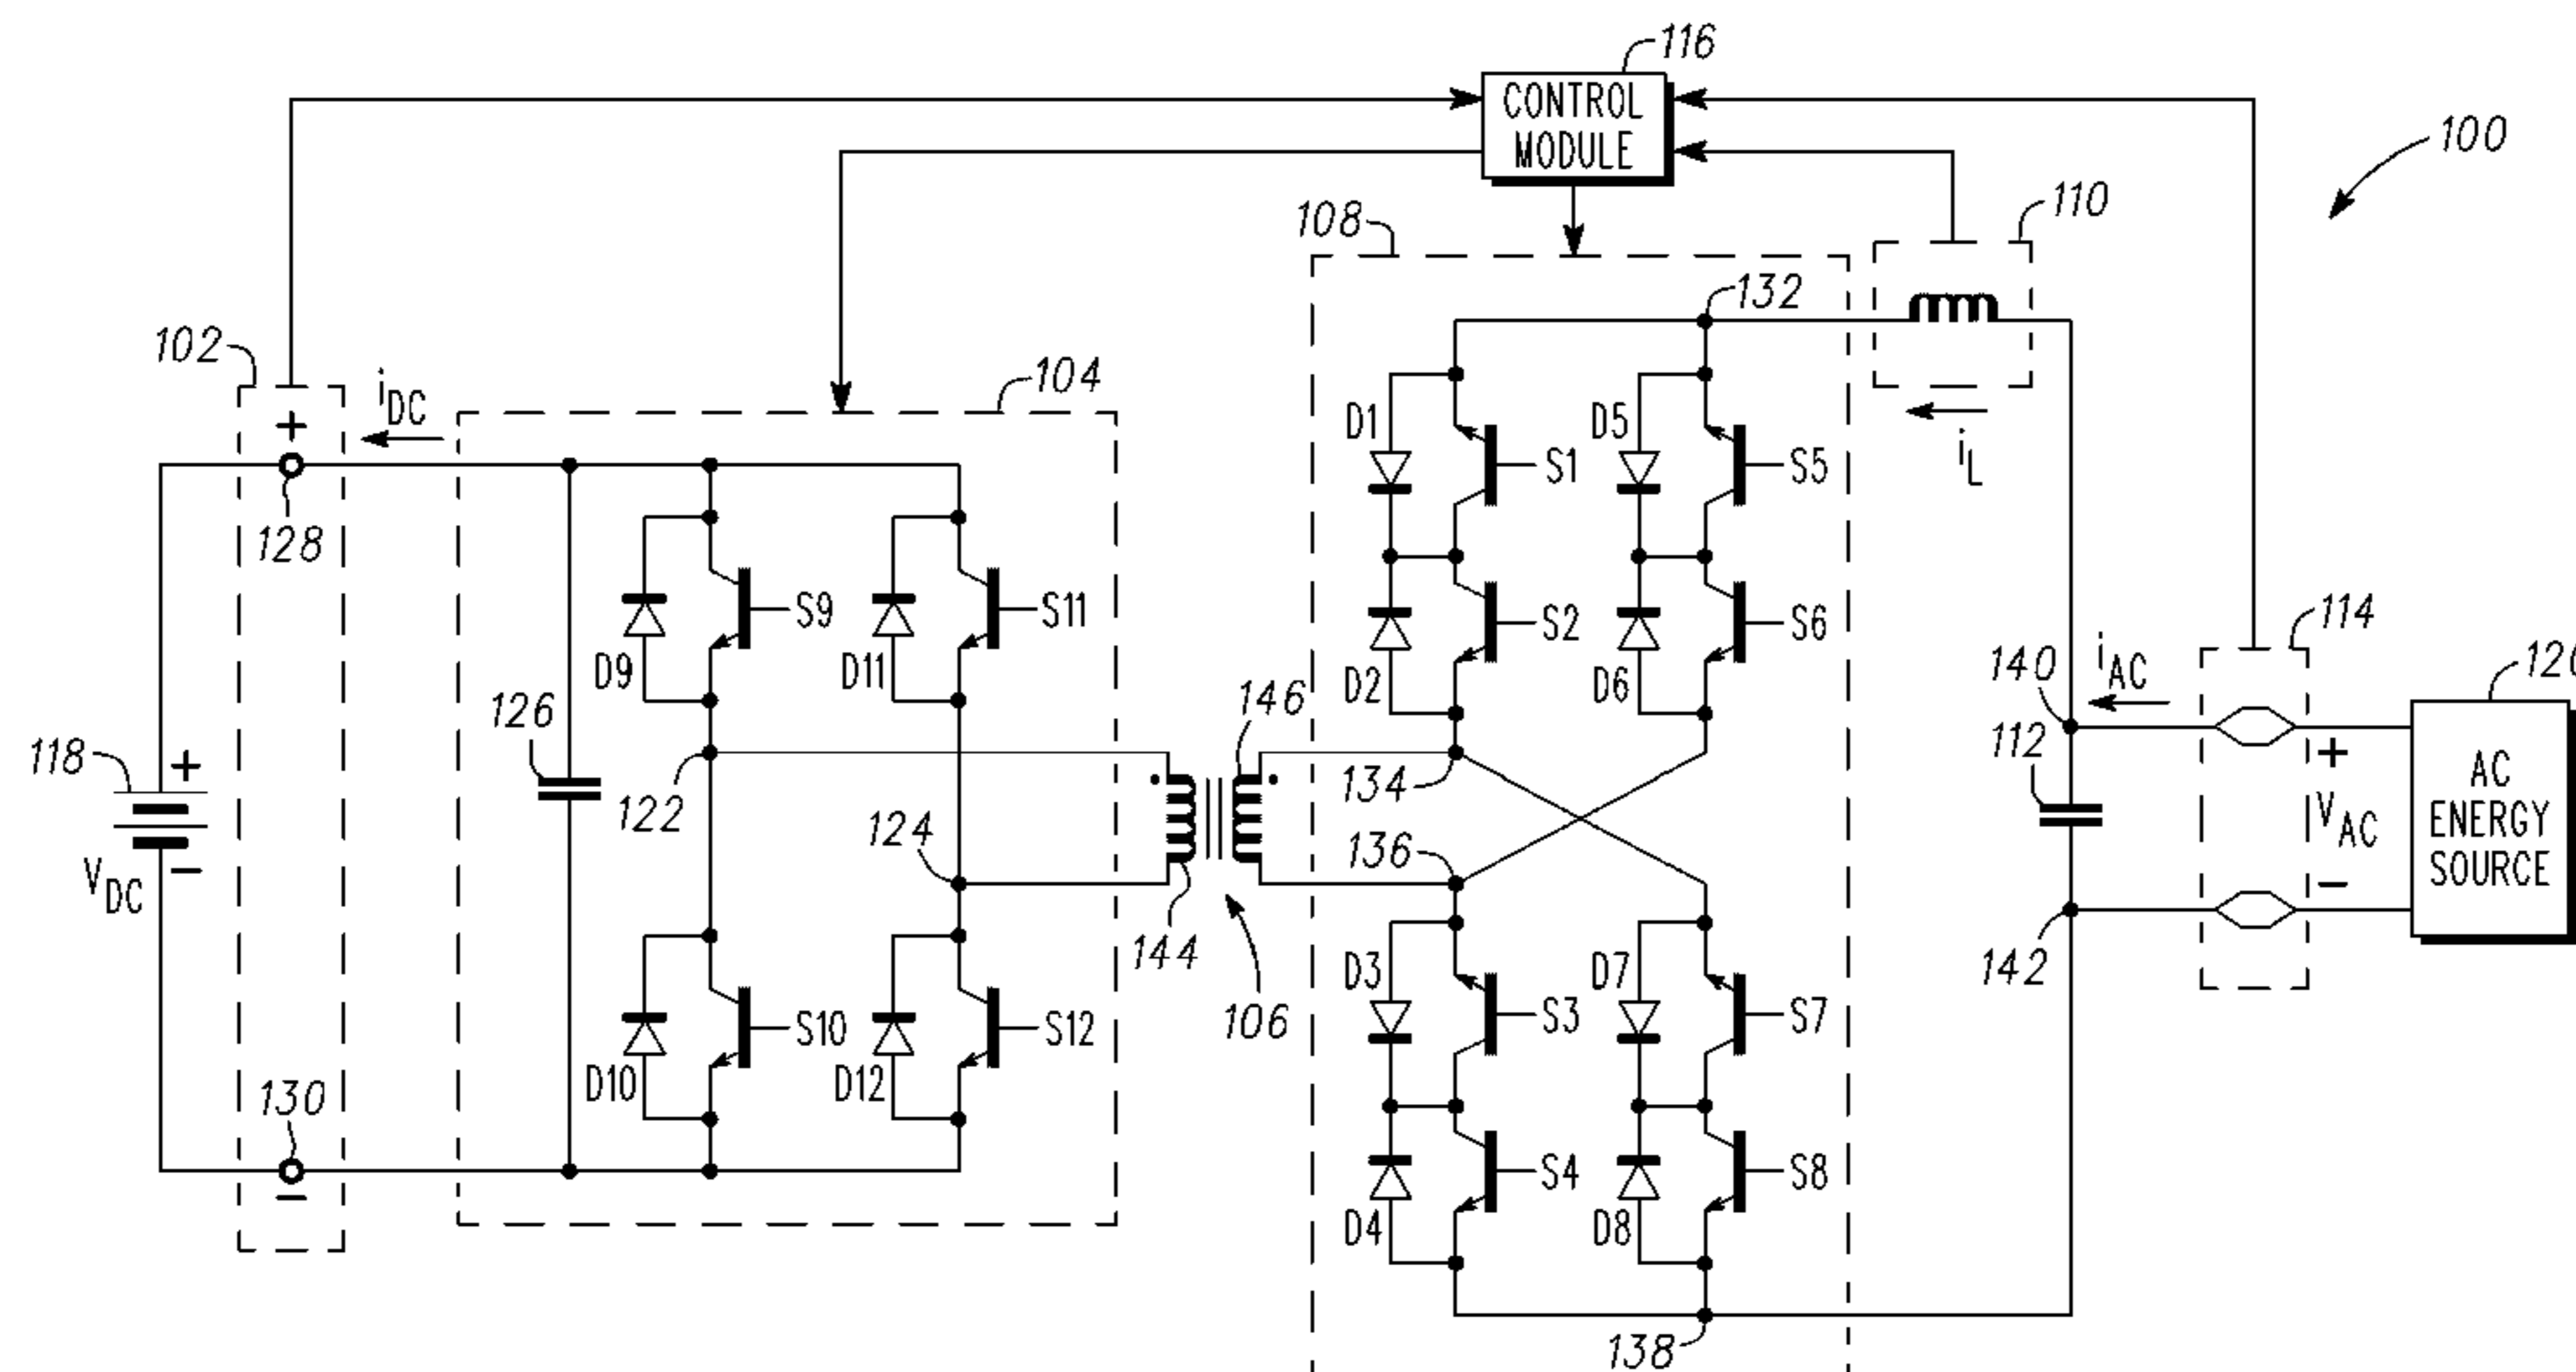 116
CONTROL
MODULE
100
110
108
132
102
iDC
104
+
D1
D5
S1
S5
iL
128
S9
S11
S2
S6
114
D9
D11
D2
D6
140
iAC
126
146
112
+
118
+
122
134
VAC
AC
ENERGY
SOURCE
124
136
−
VDC
−
144
142
106
D3
D7
S3
S7
S10
S12
D10
D12
130
−
S4
S8
D4
D8
138